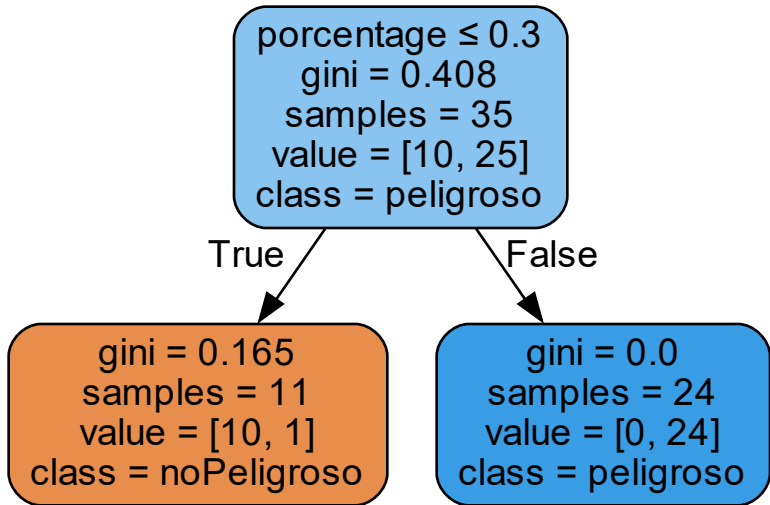 porcentage ≤ 0.3
gini = 0.408
samples = 35
value = [10, 25]
class = peligroso
True
False
gini = 0.165
samples = 11
value = [10, 1]
class = noPeligroso
gini = 0.0
samples = 24
value = [0, 24]
class = peligroso